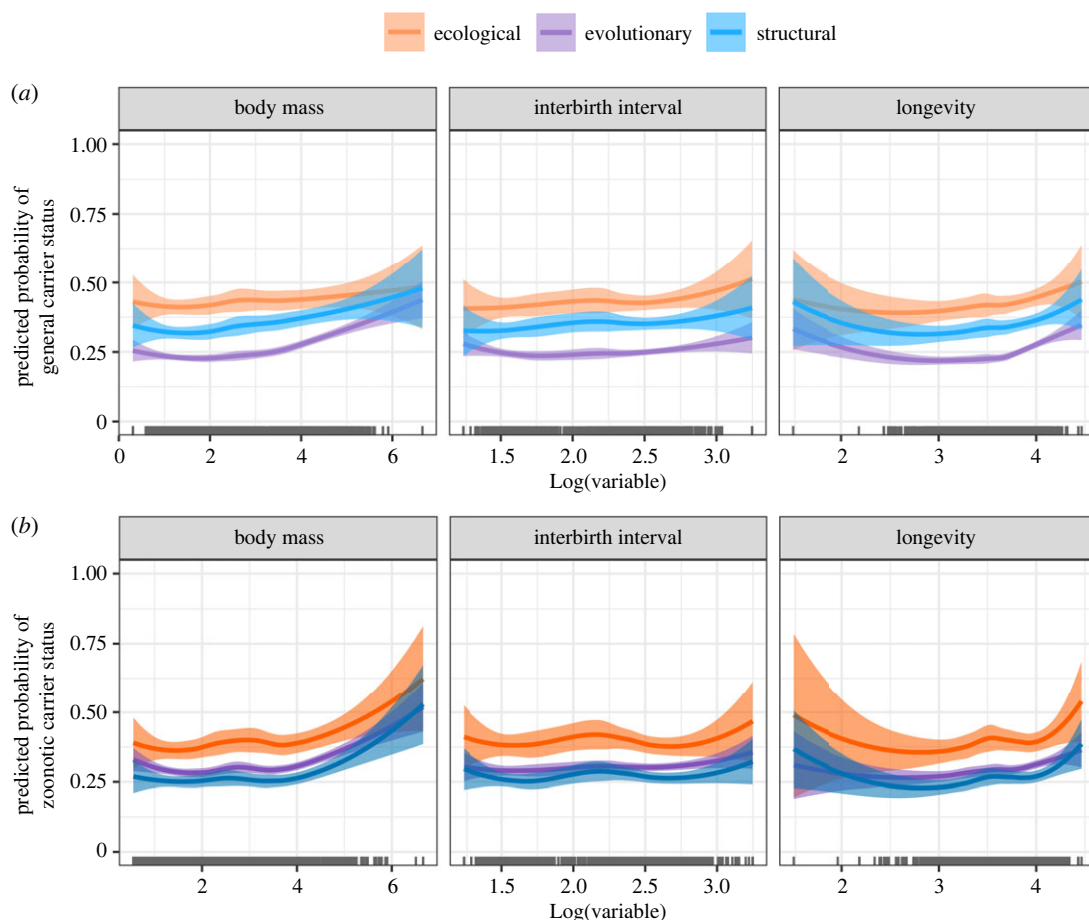 ecological evolutionary structural
(a)
body mass interbirth interval longevity
predicted probability of
general carrier status
1.00
0.75
0.50
0.25
0
0 2 4 6 1.5 2.0 2.5 3.0 2 3 4
Log(variable)
(b)
body mass interbirth interval longevity
predicted probability of
zoonotic carrier status
1.00
0.75
0.50
0.25
0
2 4 6 1.5 2.0 2.5 3.0 2 3 4
Log(variable)